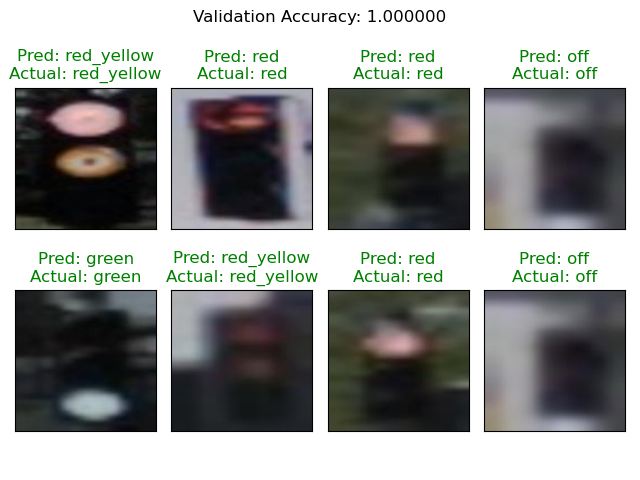 Validation Accuracy: 1.000000
Pred: red_yellow
Actual: red_yellow
Pred: red
Actual: red
Pred: red
Actual: red
Pred: off
Actual: off
Pred: green
Actual: green
Pred: red_yellow
Actual: red_yellow
Pred: red
Actual: red
Pred: off
Actual: off